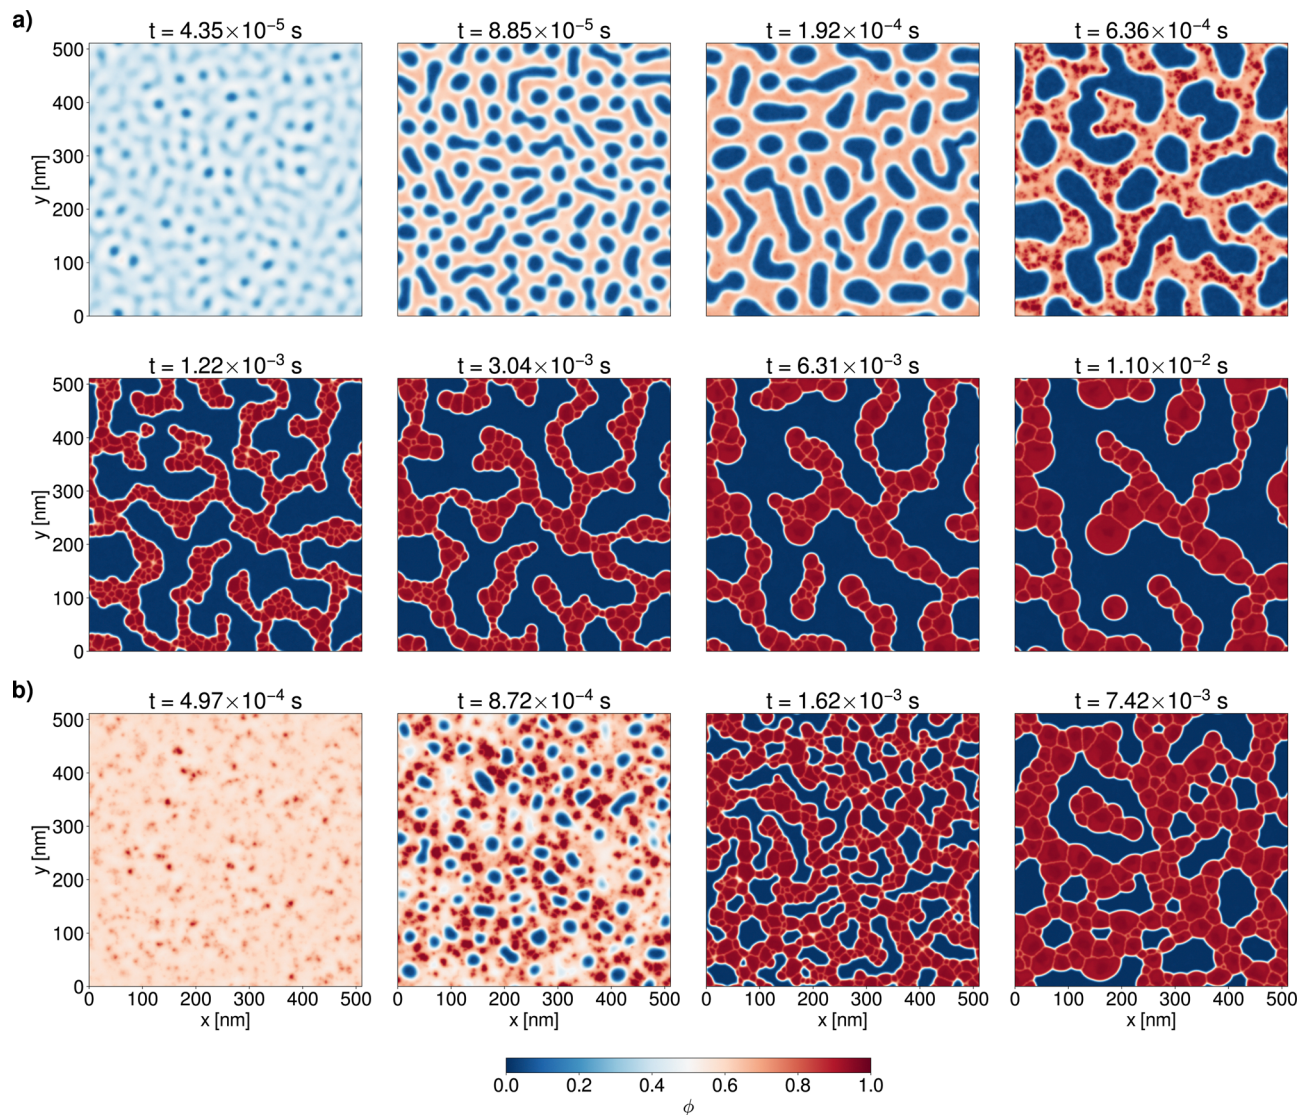 a)
t = 4.35×10⁻⁵ s
t = 8.85×10⁻⁵ s
t = 1.92×10⁻⁴ s
t = 6.36×10⁻⁴ s
500
400
300
200
100
0
y [nm]
t = 1.22×10⁻³ s
t = 3.04×10⁻³ s
t = 6.31×10⁻³ s
t = 1.10×10⁻² s
500
400
300
200
100
0
y [nm]
b)
t = 4.97×10⁻⁴ s
t = 8.72×10⁻⁴ s
t = 1.62×10⁻³ s
t = 7.42×10⁻³ s
500
400
300
200
100
0
y [nm]
0 100 200 300 400 500
0 100 200 300 400 500
0 100 200 300 400 500
0 100 200 300 400 500
x [nm]
x [nm]
x [nm]
x [nm]
0.0 0.2 0.4 0.6 0.8 1.0
ϕ